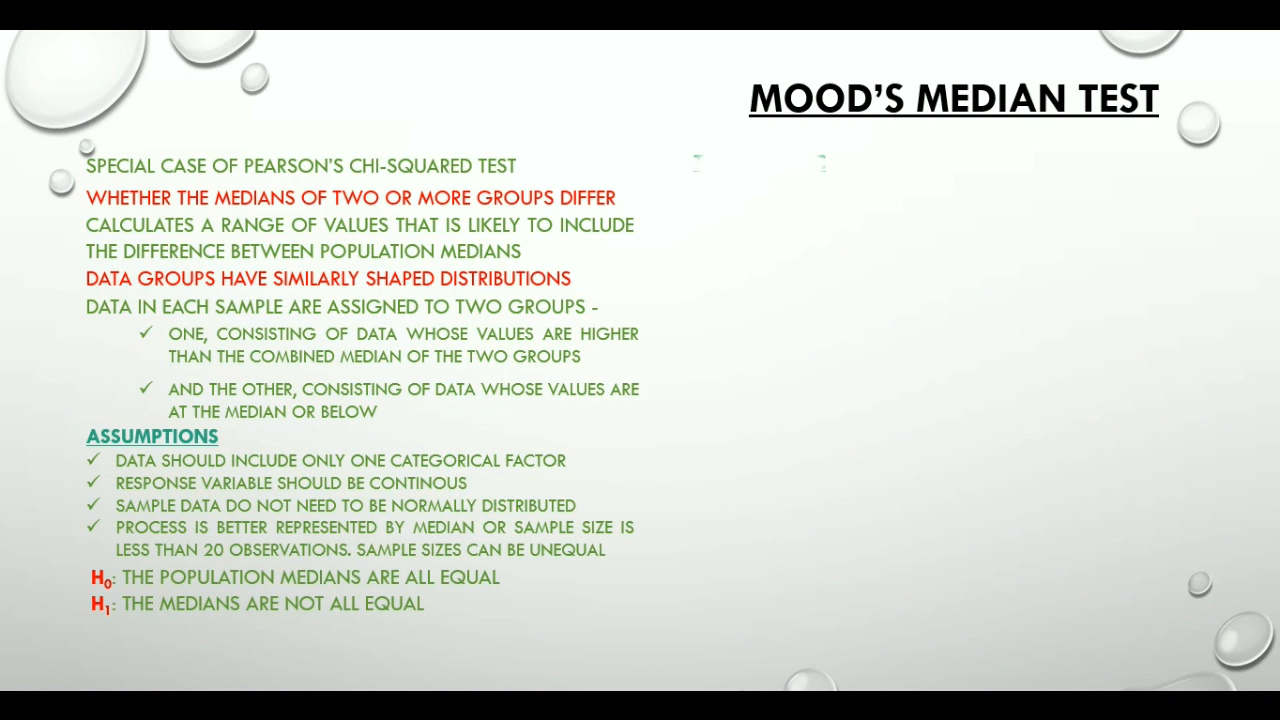 MOOD'S MEDIAN TEST
SPECIAL CASE OF PEARSON'S CHI-SQUARED TEST
WHETHER THE MEDIANS OF TWO OR MORE GROUPS DIFFER
CALCULATES A RANGE OF VALUES THAT IS LIKELY TO INCLUDE
THE DIFFERENCE BETWEEN POPULATION MEDIANS
DATA GROUPS HAVE SIMILARLY SHAPED DISTRIBUTIONS
DATA IN EACH SAMPLE ARE ASSIGNED TO TWO GROUPS -
✓ ONE, CONSISTING OF DATA WHOSE VALUES ARE HIGHER
THAN THE COMBINED MEDIAN OF THE TWO GROUPS
✓ AND THE OTHER, CONSISTING OF DATA WHOSE VALUES ARE
AT THE MEDIAN OR BELOW
ASSUMPTIONS
✓ DATA SHOULD INCLUDE ONLY ONE CATEGORICAL FACTOR
✓ RESPONSE VARIABLE SHOULD BE CONTINOUS
✓ SAMPLE DATA DO NOT NEED TO BE NORMALLY DISTRIBUTED
✓ PROCESS IS BETTER REPRESENTED BY MEDIAN OR SAMPLE SIZE IS
LESS THAN 20 OBSERVATIONS. SAMPLE SIZES CAN BE UNEQUAL
H₀: THE POPULATION MEDIANS ARE ALL EQUAL
H₁: THE MEDIANS ARE NOT ALL EQUAL